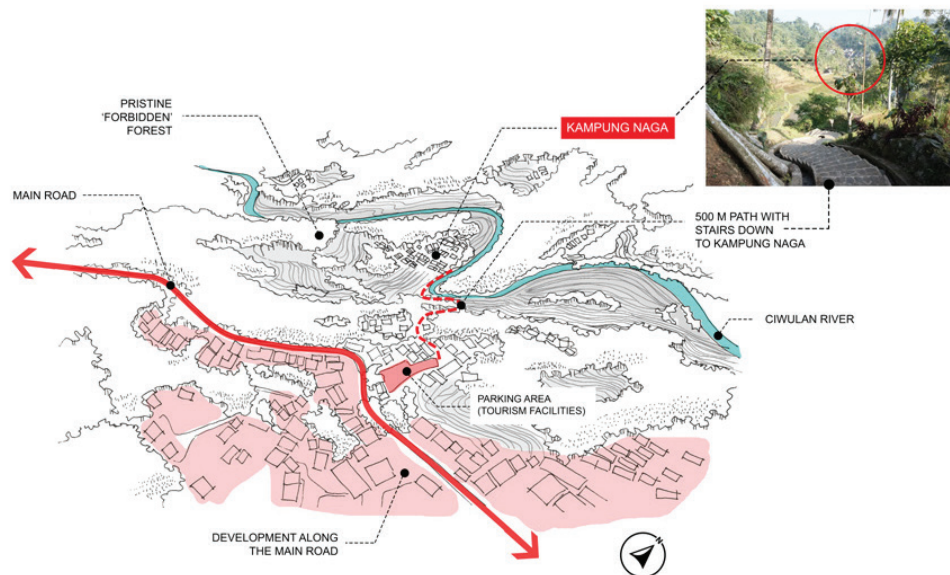 PRISTINE
'FORBIDDEN'
FOREST
KAMPUNG NAGA
MAIN ROAD
500 M PATH WITH
STAIRS DOWN
TO KAMPUNG NAGA
CIWULAN RIVER
PARKING AREA
(TOURISM FACILITIES)
DEVELOPMENT ALONG
THE MAIN ROAD
N